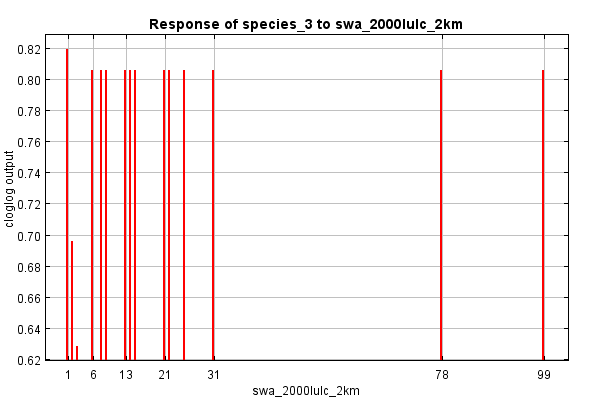 Response of species_3 to swa_2000lulc_2km
cloglog output
0.82
0.80
0.78
0.76
0.74
0.72
0.70
0.68
0.66
0.64
0.62
1 6 13 21 31 78 99
swa_2000lulc_2km